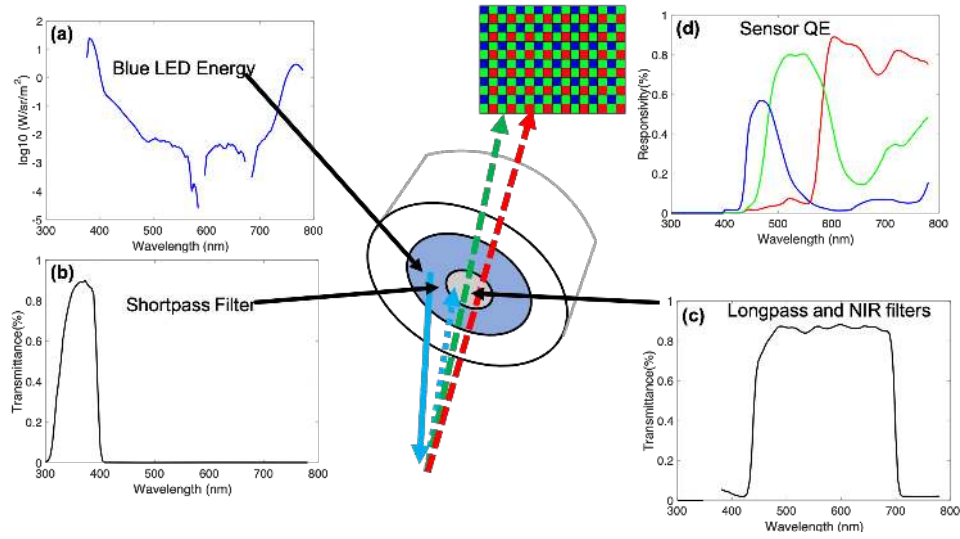 (a)
Blue LED Energy
log10 (W/sr/m²)
2
1
0
-1
-2
-3
-4
-5
300 400 500 600 700 800
Wavelength (nm)
(b)
Shortpass Filter
Transmittance(%)
1
0.8
0.6
0.4
0.2
0
300 400 500 600 700 800
Wavelength (nm)
(d)
Sensor QE
Responsivity(%)
1
0.8
0.6
0.4
0.2
0
300 400 500 600 700 800
Wavelength (nm)
(c)
Longpass and NIR filters
Transmittance(%)
1
0.8
0.6
0.4
0.2
0
300 400 500 600 700 800
Wavelength (nm)